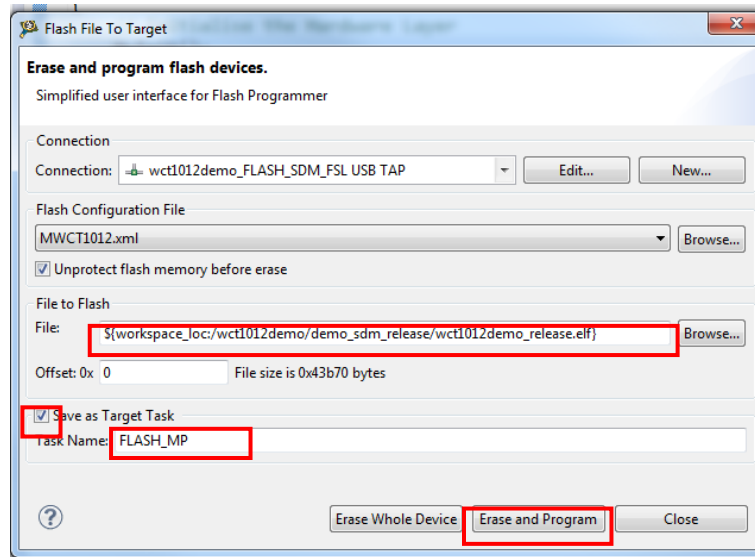 Flash File To Target
Erase and program flash devices.
Simplified user interface for Flash Programmer
Connection
Connection: wct1012demo_FLASH_SDM_FSL USB TAP Edit... New...
Flash Configuration File
MWCT1012.xml Browse...
Unprotect flash memory before erase
File to Flash
File: ${workspace_loc:/wct1012demo/demo_sdm_release/wct1012demo_release.elf} Browse...
Offset: 0x 0 File size is 0x43b70 bytes
Save as Target Task
Task Name: FLASH_MP
Erase Whole Device Erase and Program Close